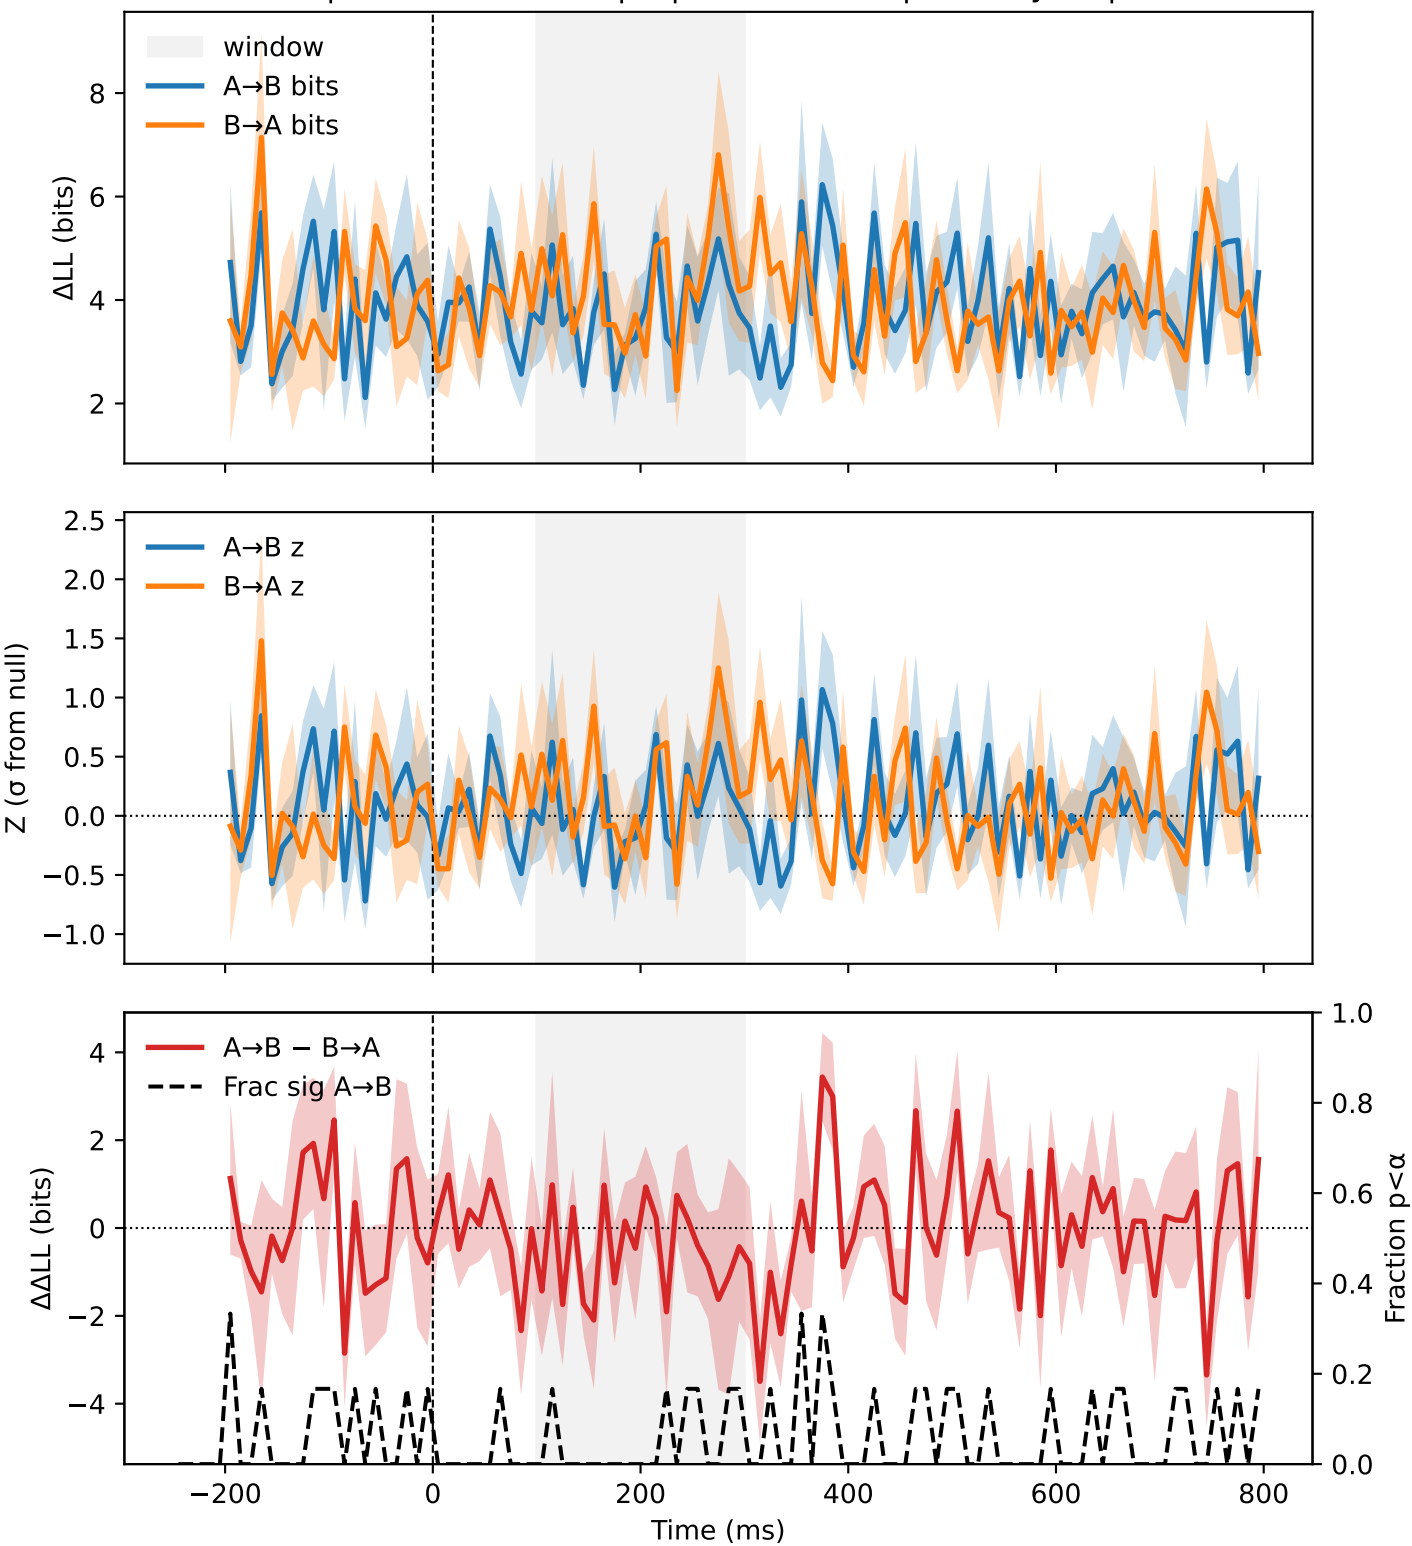 window
A→B bits
B→A bits
8
6
4
2
ΔLL (bits)
2.5
2.0
1.5
1.0
0.5
0.0
−0.5
−1.0
Z (σ from null)
A→B z
B→A z
A→B − B→A
Frac sig A→B
4
2
0
−2
−4
ΔΔLL (bits)
1.0
0.8
0.6
0.4
0.2
0.0
Fraction p<α
−200 0 200 400 600 800
Time (ms)